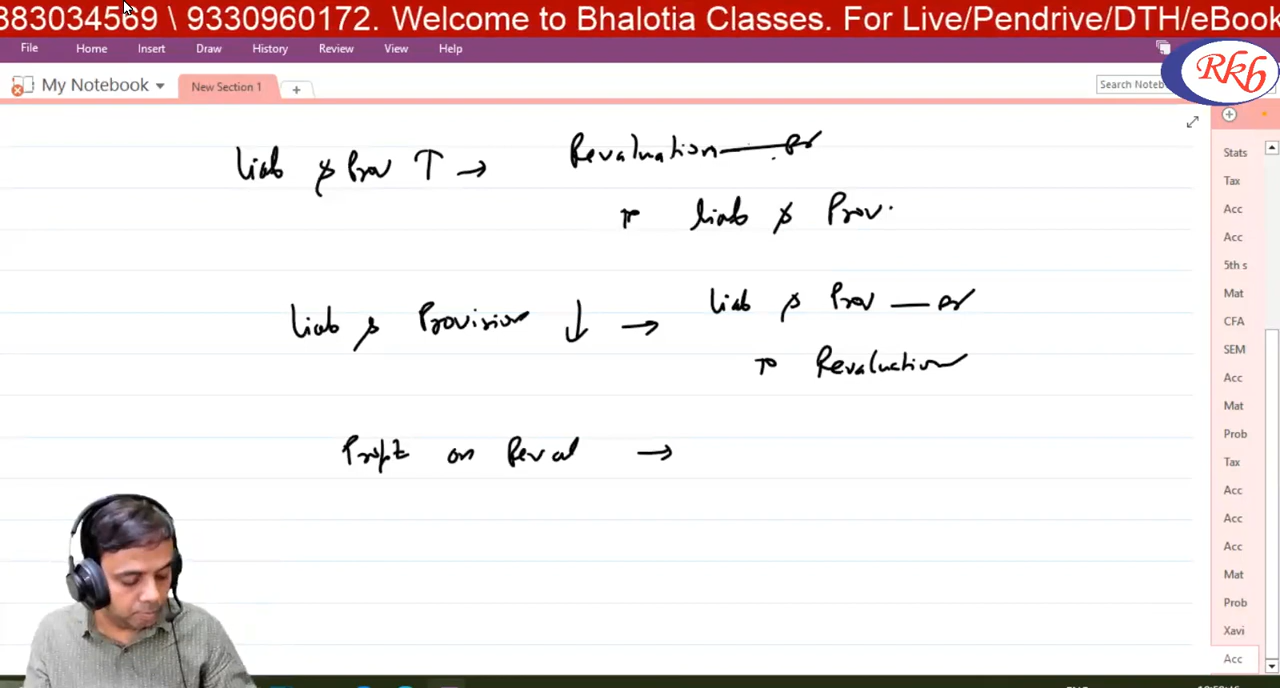 883034569 \ 9330960172. Welcome to Bhalotia Classes. For Live/Pendrive/DTH/eBook
File Home Insert Draw History Review View Help
Rkb
My Notebook New Section 1 + Search Noteb
Liab & Prov ↑ → Revaluation — Dr
Stats
Tax
To Liab & Prov.
Acc
Acc
5th s
Liab & Provision ↓ → Liab & Prov — Dr
Mat
CFA
SEM
To Revaluation
Acc
Mat
Profit on Reval →
Prob
Tax
Acc
Acc
Acc
Mat
Prob
Xavi
Acc